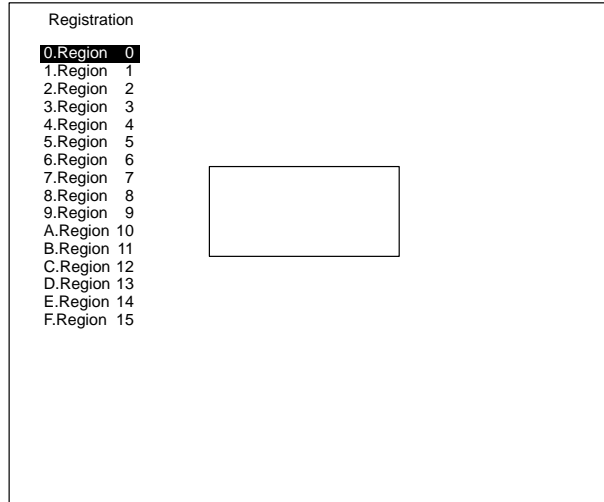 Registration
0.Region 0
1.Region 1
2.Region 2
3.Region 3
4.Region 4
5.Region 5
6.Region 6
7.Region 7
8.Region 8
9.Region 9
A.Region 10
B.Region 11
C.Region 12
D.Region 13
E.Region 14
F.Region 15